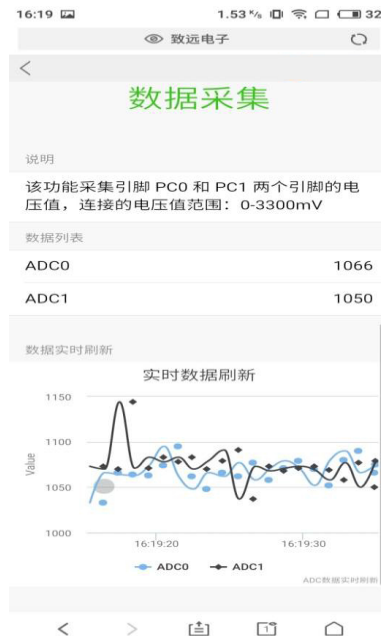 16:19
1.53 K/s
32
致远电子
数据采集
说明
该功能采集引脚 PC0 和 PC1 两个引脚的电
压值，连接的电压值范围：0-3300mV
数据列表
ADC0 1066
ADC1 1050
数据实时刷新
实时数据刷新
1150
1100
1050
1000
Value
16:19:20 16:19:30
ADC0 ADC1
ADC数据实时刷新
1